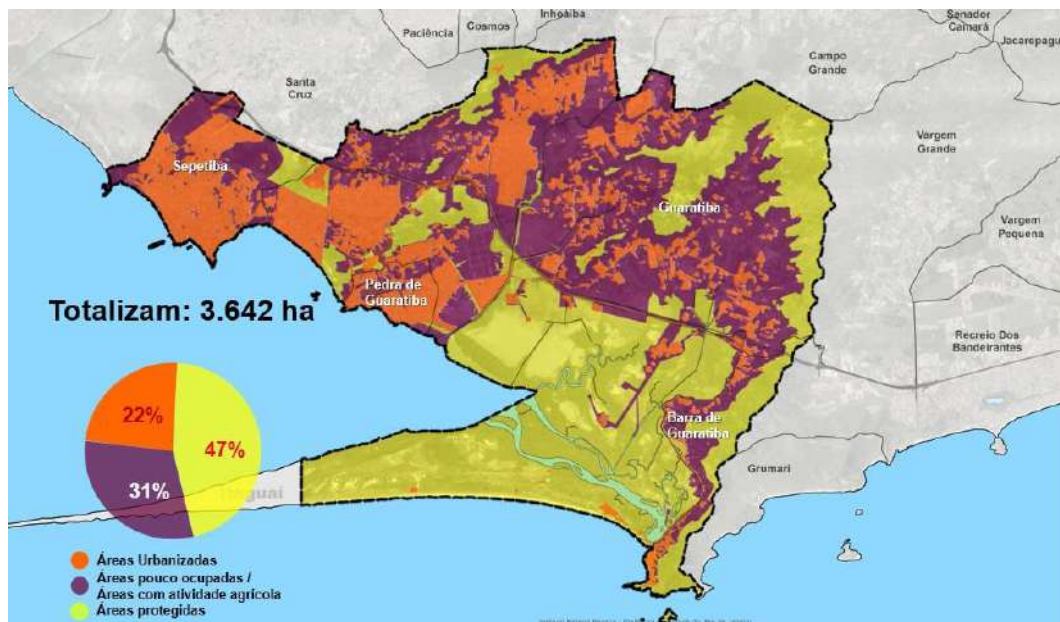 Inhoaíba
Cosmos
Paciência
Senador
Camará
Jacarepagu
Campo
Grande
Santa
Cruz
Vargem
Grande
Sepetiba
Guaratiba
Vargem
Pequena
Pedra de
Guaratiba
Totalizam: 3.642 ha
Recreio Dos
Bandeirantes
22%
47%
31%
Barra de
Guaratiba
Grumari
Áreas Urbanizadas
Áreas pouco ocupadas /
Áreas com atividade agrícola
Áreas protegidas